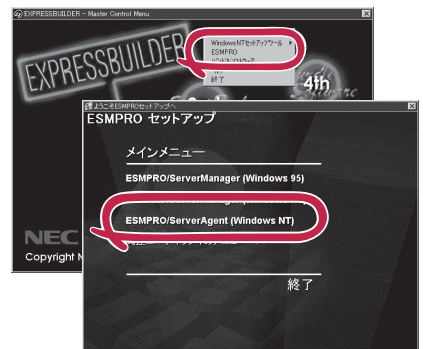 EXPRESSBUILDER - Master Control Menu
EXPRESSBUILDER
WindowsNTセットアップツール
ESMPRO
終了
4th
NEC
Copyright N
ようこそESMPROセットアップへ
ESMPRO セットアップ
メインメニュー
ESMPRO/ServerManager (Windows 95)
ESMPRO/ServerAgent (Windows NT)
終了